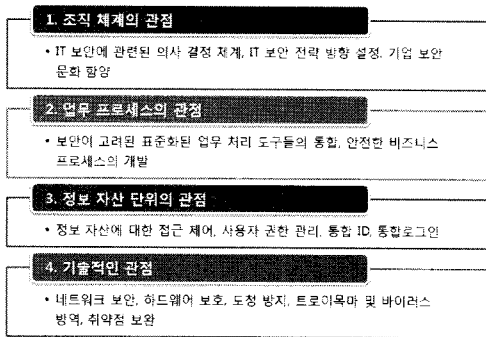 1. 조직 체계의 관점
• IT 보안에 관련된 의사 결정 체계, IT 보안 전략 방향 설정, 기업 보안
문화 함양
2. 업무 프로세스의 관점
• 보안이 고려된 표준화된 업무 처리 도구들의 통합, 안전한 비즈니스
프로세스의 개발
3. 정보 자산 단위의 관점
• 정보 자산에 대한 접근 제어, 사용자 권한 관리, 통합 ID, 통합로그인
4. 기술적인 관점
• 네트워크 보안, 하드웨어 보호, 도청 방지, 트로이목마 및 바이러스
방역, 취약점 보완